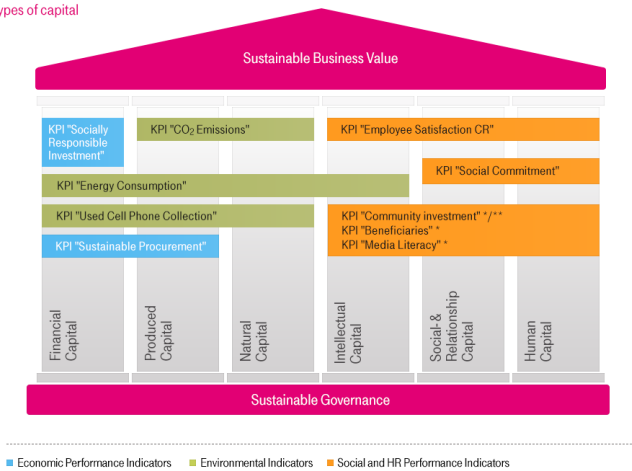 ypes of capital
Sustainable Business Value
KPI "Socially
Responsible
Investment"
KPI "CO₂ Emissions"
KPI "Employee Satisfaction CR"
KPI "Social Commitment"
KPI "Energy Consumption"
KPI "Used Cell Phone Collection"
KPI "Community investment" */**
KPI "Beneficiaries" *
KPI "Media Literacy" *
KPI "Sustainable Procurement"
Financial
Capital
Produced
Capital
Natural
Capital
Intellectual
Capital
Social-&
Relationship
Capital
Human
Capital
Sustainable Governance
Economic Performance Indicators
Environmental Indicators
Social and HR Performance Indicators